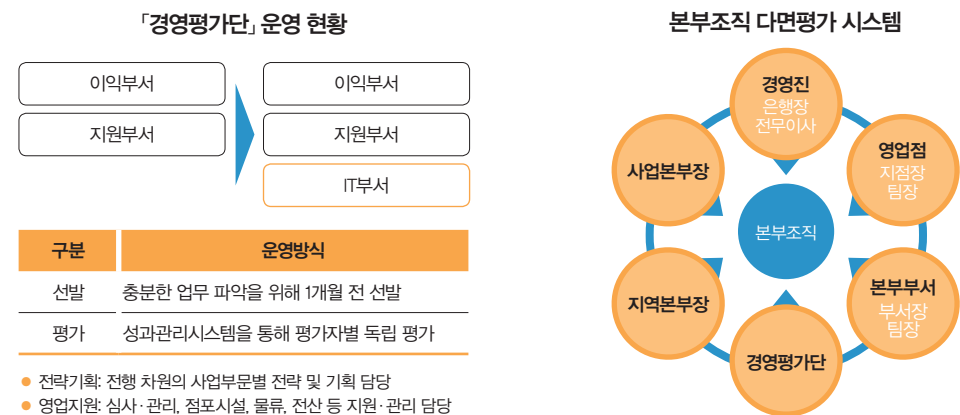 「경영평가단」 운영 현황
이익부서
지원부서
이익부서
지원부서
IT부서
구분 운영방식
선발 충분한 업무 파악을 위해 1개월 전 선발
평가 성과관리시스템을 통해 평가자별 독립 평가
● 전략기획: 전행 차원의 사업부문별 전략 및 기획 담당
● 영업지원: 심사·관리, 점포시설, 물류, 전산 등 지원·관리 담당
본부조직 다면평가 시스템
경영진
은행장
전무이사
영업점
지점장
팀장
본부부서
부서장
팀장
경영평가단
지역본부장
사업본부장
본부조직